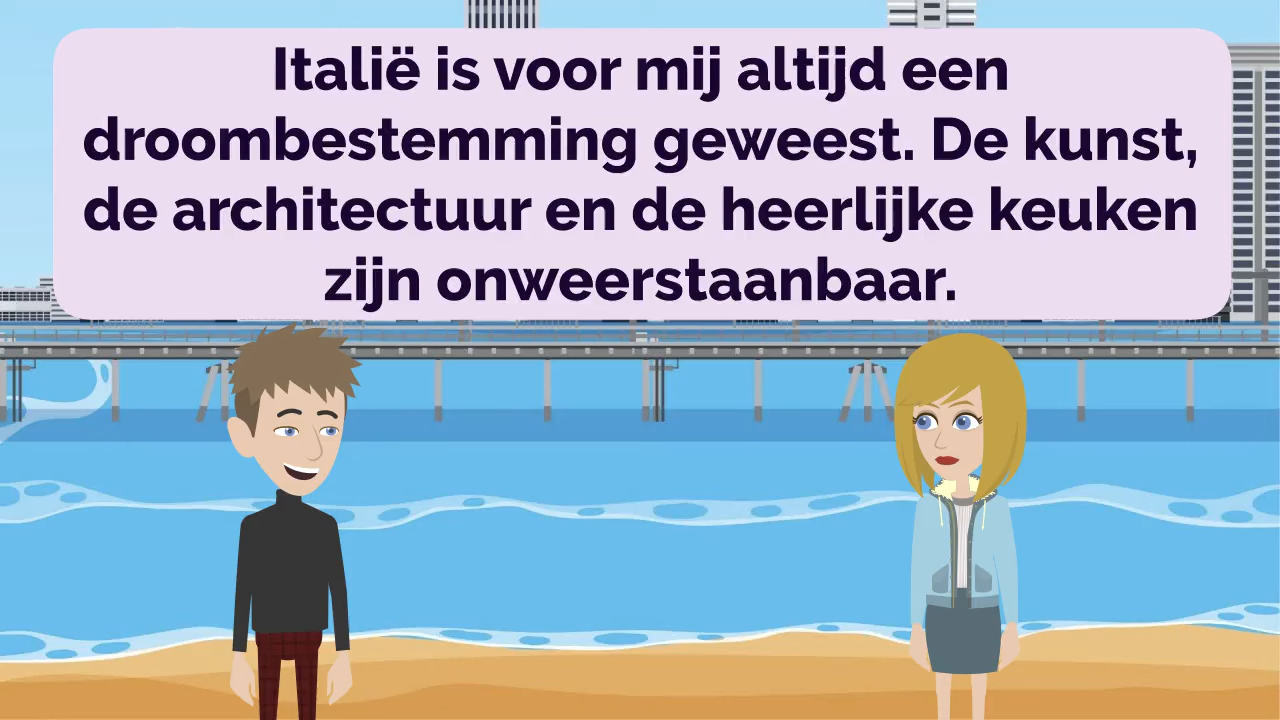 Italië is voor mij altijd een
droombestemming geweest. De kunst,
de architectuur en de heerlijke keuken
zijn onweerstaanbaar.